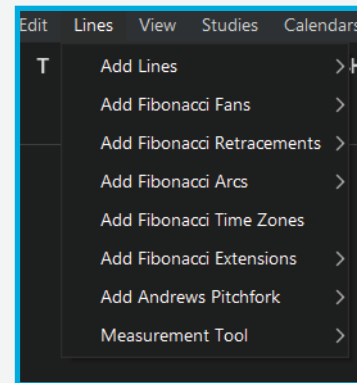 Edit Lines View Studies Calendars
T
Add Lines
Add Fibonacci Fans
Add Fibonacci Retracements
Add Fibonacci Arcs
Add Fibonacci Time Zones
Add Fibonacci Extensions
Add Andrews Pitchfork
Measurement Tool